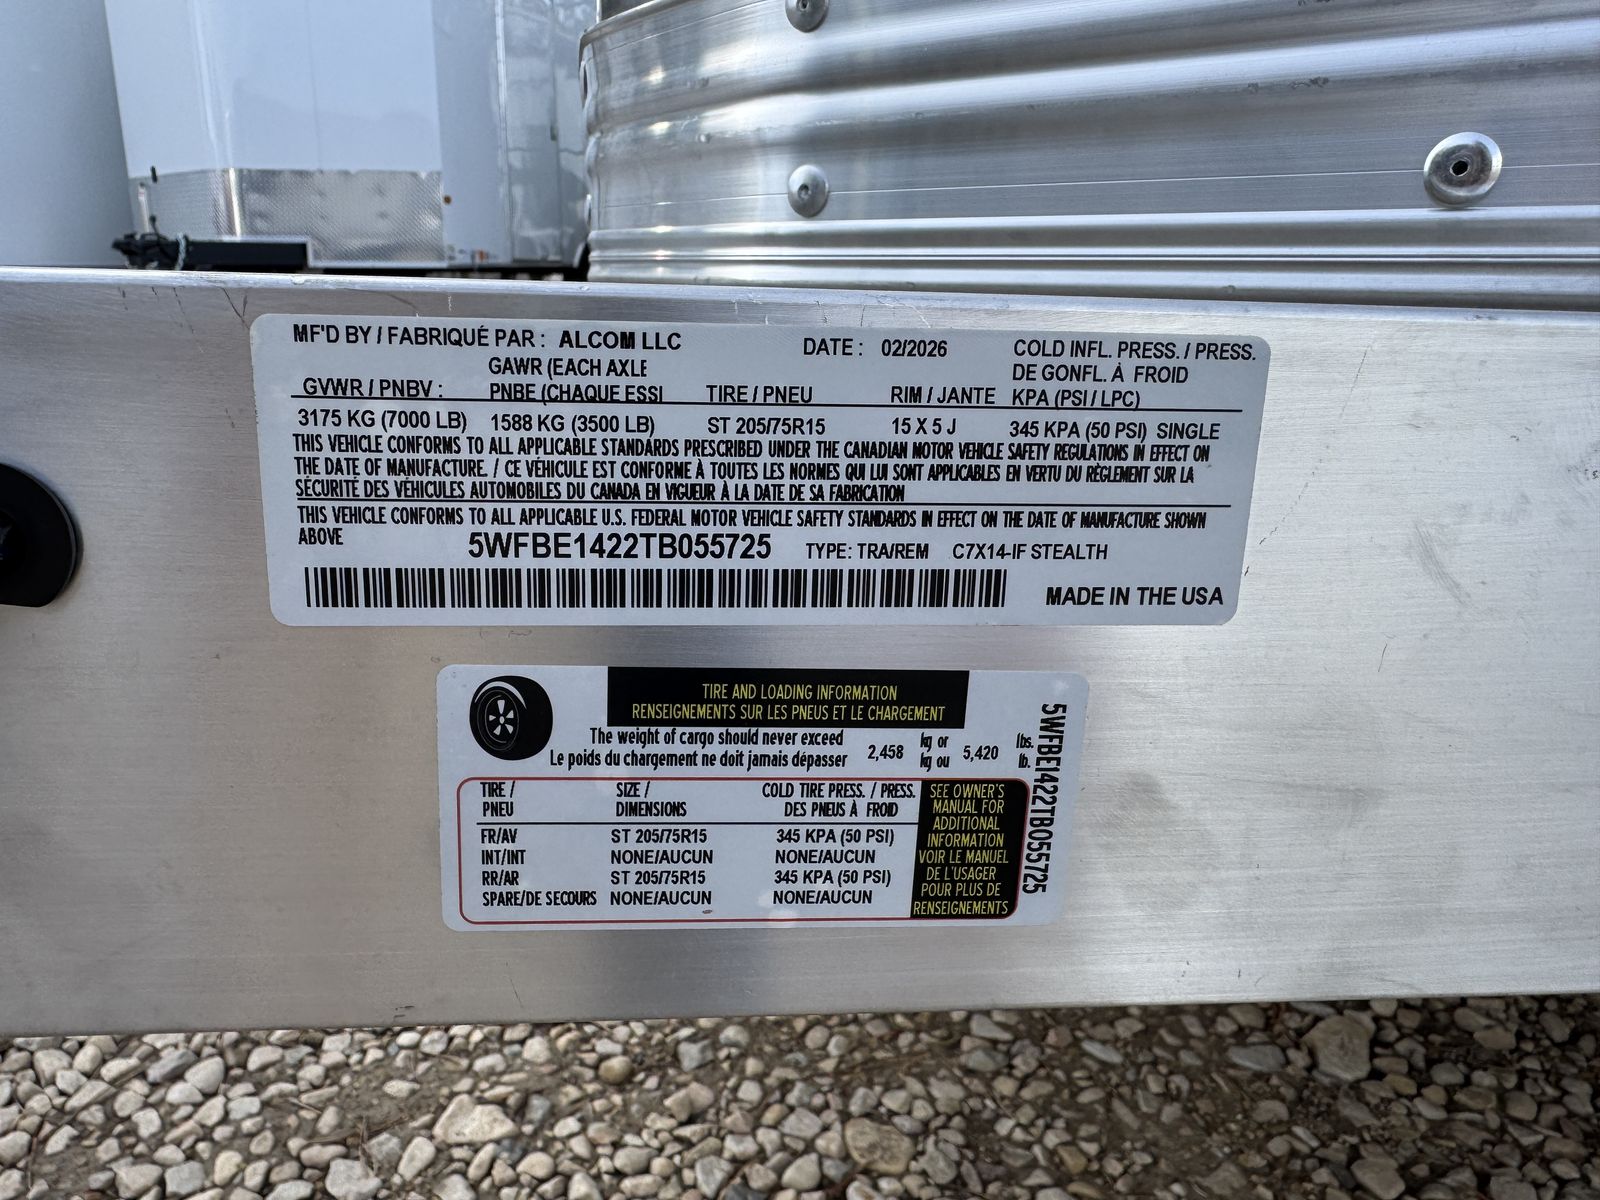 MF'D BY / FABRIQUÉ PAR : ALCOM LLC DATE : 02/2026 COLD INFL. PRESS. / PRESS.
GAWR (EACH AXLE DE GONFL. À FROID
GVWR / PNBV : PNBE (CHAQUE ESSI TIRE / PNEU RIM / JANTE KPA (PSI / LPC)
3175 KG (7000 LB) 1588 KG (3500 LB) ST 205/75R15 15 X 5 J 345 KPA (50 PSI) SINGLE
THIS VEHICLE CONFORMS TO ALL APPLICABLE STANDARDS PRESCRIBED UNDER THE CANADIAN MOTOR VEHICLE SAFETY REGULATIONS IN EFFECT ON
THE DATE OF MANUFACTURE. / CE VÉHICULE EST CONFORME À TOUTES LES NORMES QUI LUI SONT APPLICABLES EN VERTU DU RÈGLEMENT SUR LA
SÉCURITÉ DES VÉHICULES AUTOMOBILES DU CANADA EN VIGUEUR À LA DATE DE SA FABRICATION
THIS VEHICLE CONFORMS TO ALL APPLICABLE U.S. FEDERAL MOTOR VEHICLE SAFETY STANDARDS IN EFFECT ON THE DATE OF MANUFACTURE SHOWN
ABOVE 5WFBE1422TB055725 TYPE: TRA/REM C7X14-IF STEALTH
MADE IN THE USA
TIRE AND LOADING INFORMATION
RENSEIGNEMENTS SUR LES PNEUS ET LE CHARGEMENT
The weight of cargo should never exceed kg or lbs.
Le poids du chargement ne doit jamais dépasser 2,458 kg ou 5,420 lb.
TIRE / SIZE / COLD TIRE PRESS. / PRESS.
PNEU DIMENSIONS DES PNEUS À FROID
FR/AV ST 205/75R15 345 KPA (50 PSI)
INT/INT NONE/AUCUN NONE/AUCUN
RR/AR ST 205/75R15 345 KPA (50 PSI)
SPARE/DE SECOURS NONE/AUCUN NONE/AUCUN
SEE OWNER'S
MANUAL FOR
ADDITIONAL
INFORMATION
VOIR LE MANUEL
DE L'USAGER
POUR PLUS DE
RENSEIGNEMENTS
5WFBE1422TB055725